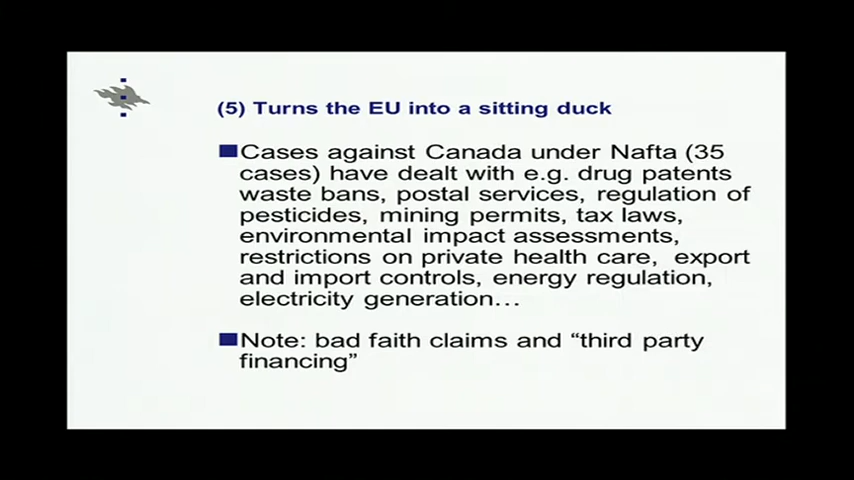 (5) Turns the EU into a sitting duck
Cases against Canada under Nafta (35
cases) have dealt with e.g. drug patents
waste bans, postal services, regulation of
pesticides, mining permits, tax laws,
environmental impact assessments,
restrictions on private health care, export
and import controls, energy regulation,
electricity generation…
Note: bad faith claims and “third party
financing”